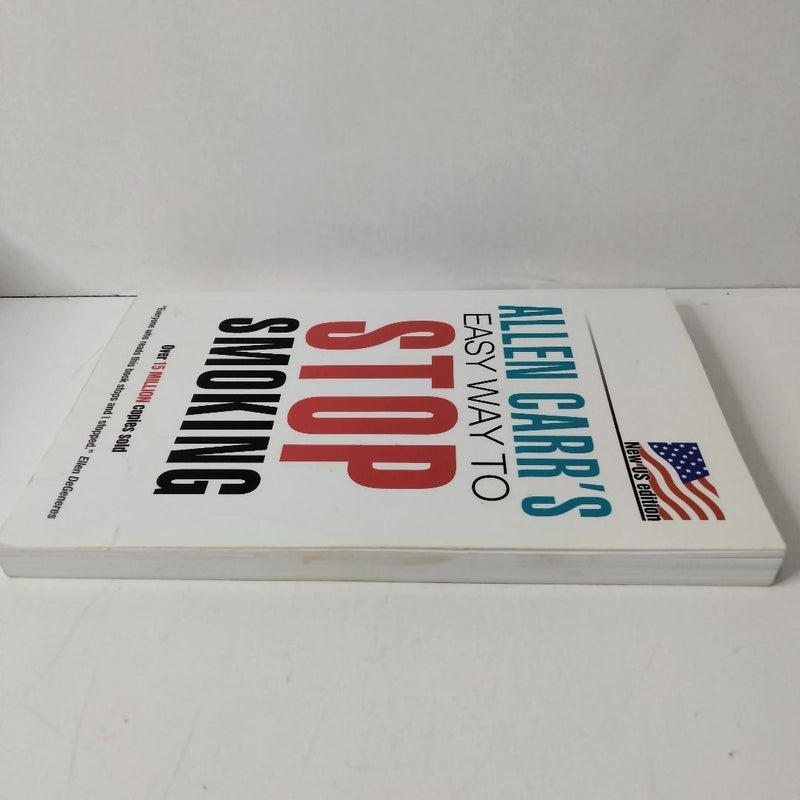 New US edition
ALLEN CARR'S
EASY WAY TO
STOP
SMOKING
Over 15 MILLION copies sold
"Everyone who reads this book stops and I stopped." Ellen DeGeneres